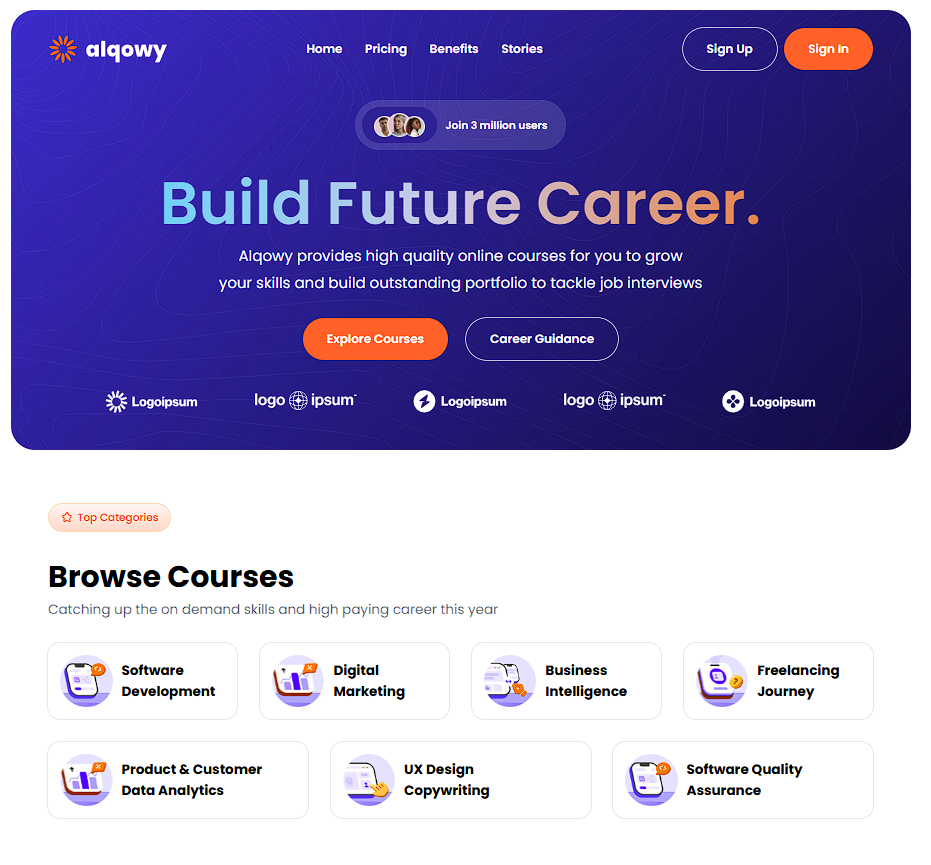 alqowy
Home Pricing Benefits Stories
Sign Up Sign In
Join 3 million users
Build Future Career.
Alqowy provides high quality online courses for you to grow
your skills and build outstanding portfolio to tackle job interviews
Explore Courses Career Guidance
Logoipsum logo ipsum Logoipsum logo ipsum Logoipsum
Top Categories
Browse Courses
Catching up the on demand skills and high paying career this year
Software
Development
Digital
Marketing
Business
Intelligence
Freelancing
Journey
Product & Customer
Data Analytics
UX Design
Copywriting
Software Quality
Assurance